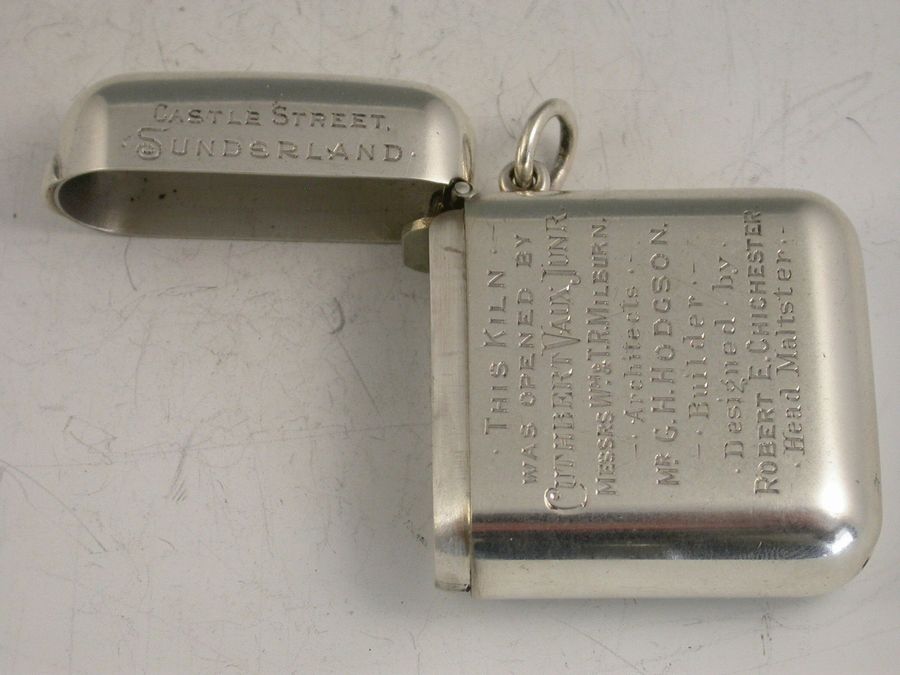 CASTLE STREET,
· SUNDERLAND ·
· THIS KILN ·—
WAS OPENED BY
CUTHBERT VAUX, JUNR.
MESSRS WM & T.R. MILBURN,
—· Architects ·—
MR G. H. HODGSON.
—· Builder ·—
· Designed by ·
ROBERT E. CHICHESTER
· Head Maltster ·—